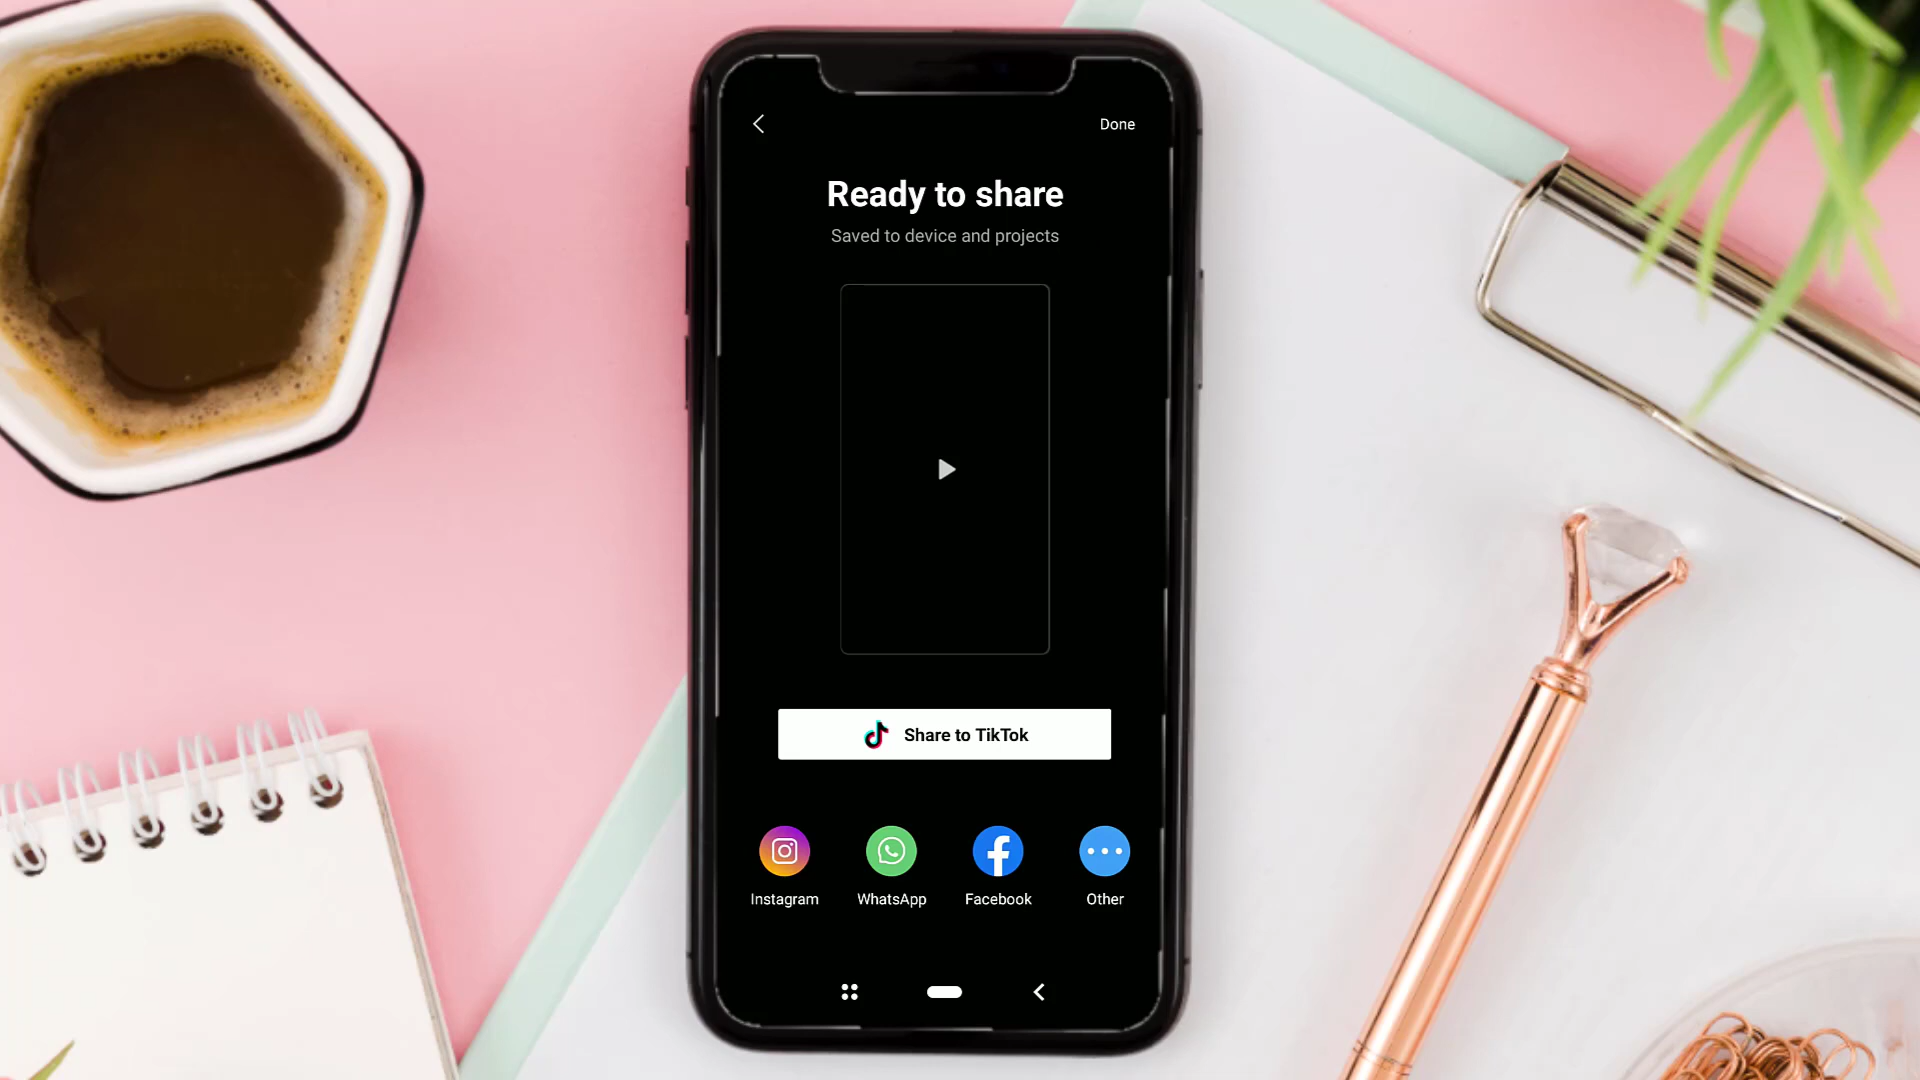 Done
Ready to share
Saved to device and projects
Share to TikTok
Instagram
WhatsApp
Facebook
Other